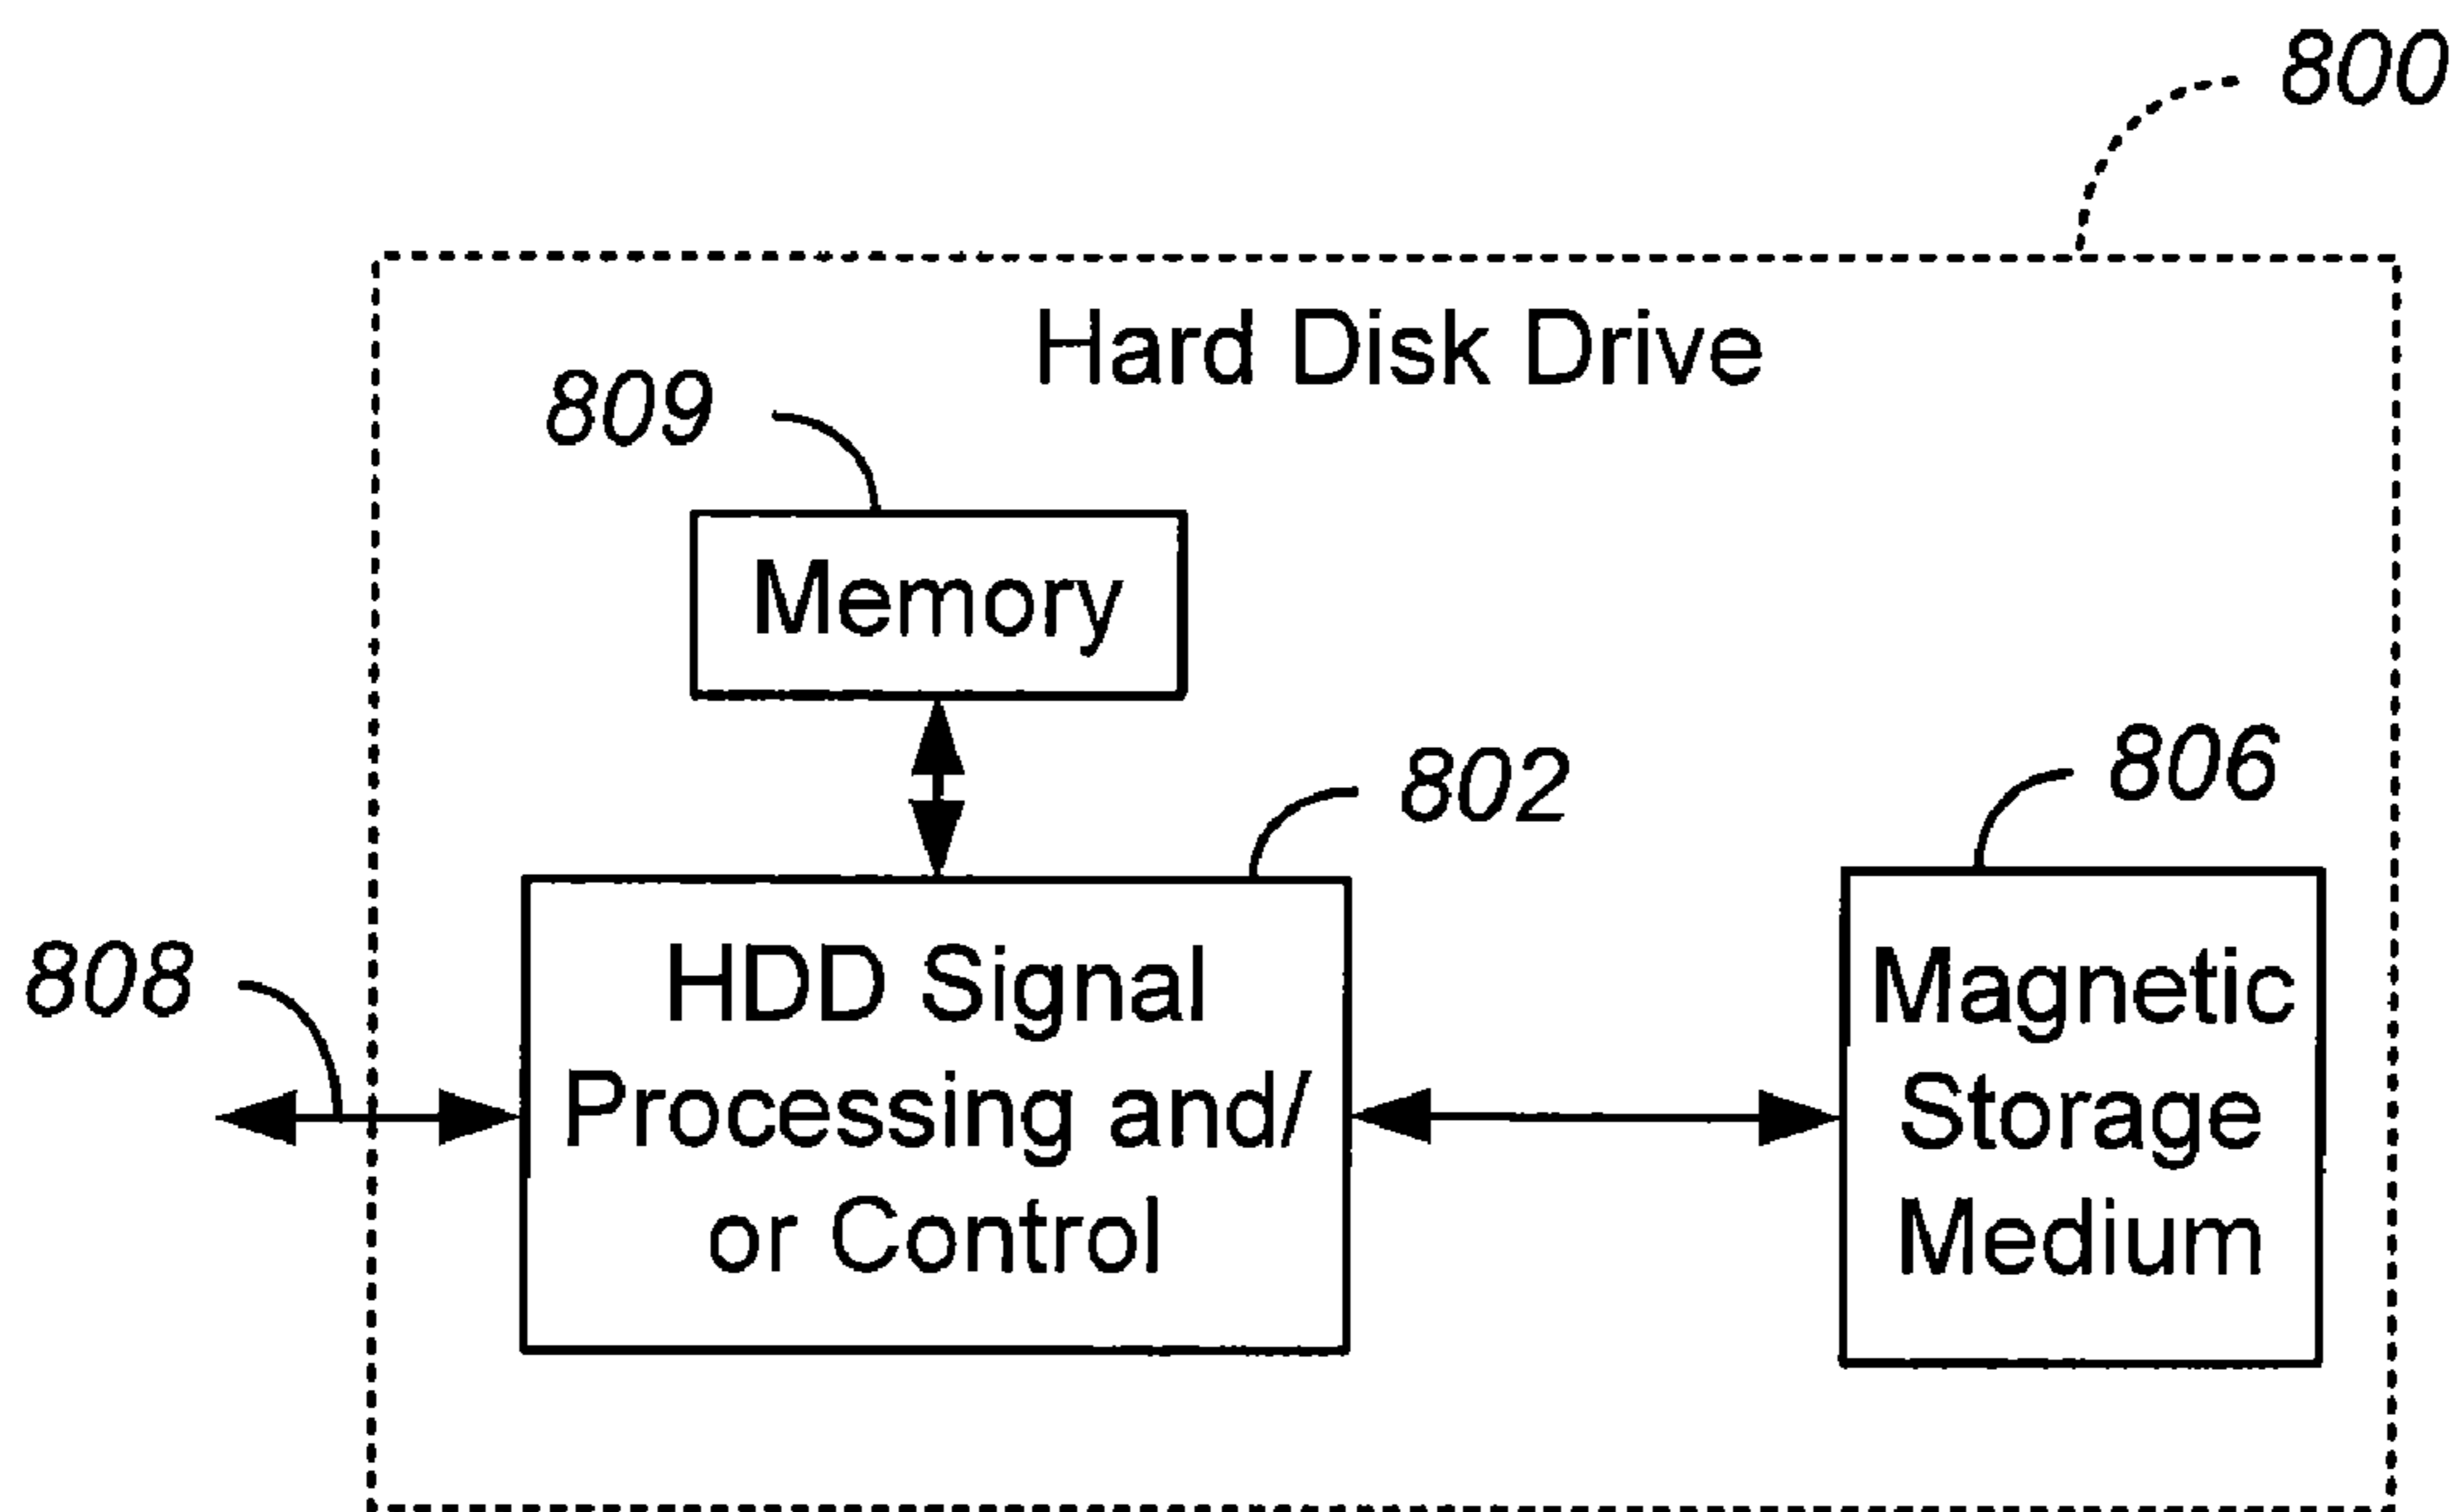 800
Hard Disk Drive
809
Memory
802
806
808
HDD Signal
Processing and/
or Control
Magnetic
Storage
Medium